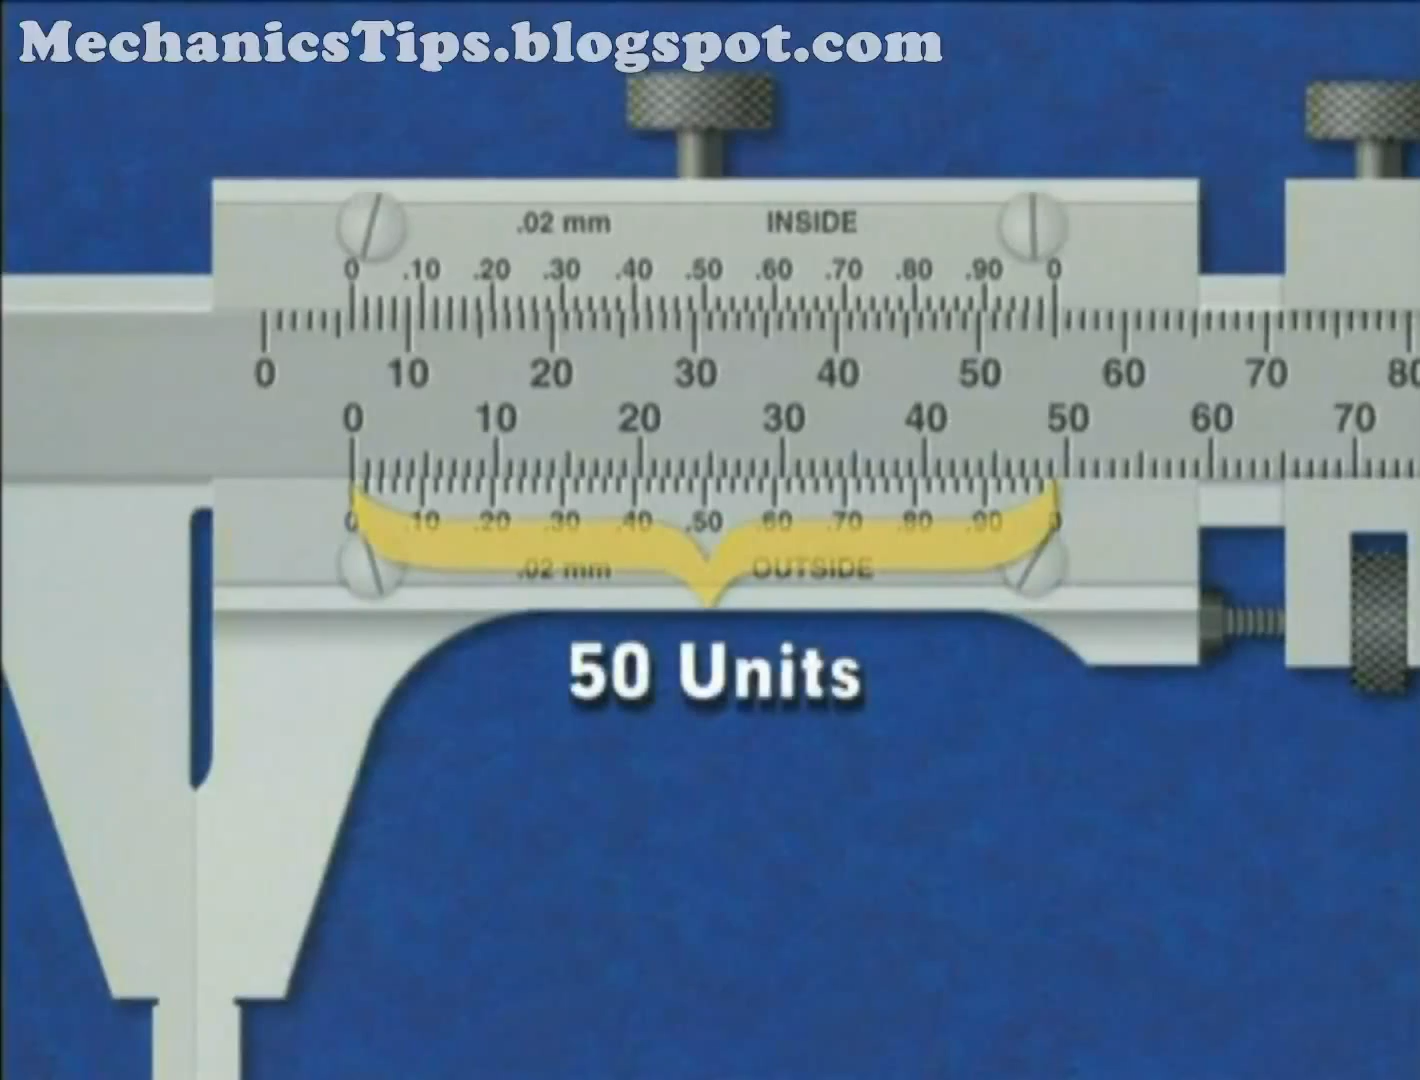 MechanicsTips.blogspot.com
.02 mm INSIDE
0 .10 .20 .30 .40 .50 .60 .70 .80 .90 0
0 10 20 30 40 50 60 70 80
0 10 20 30 40 50 60 70
0 .10 .20 .30 .40 .50 .60 .70 .80 .90 0
.02 mm OUTSIDE
50 Units